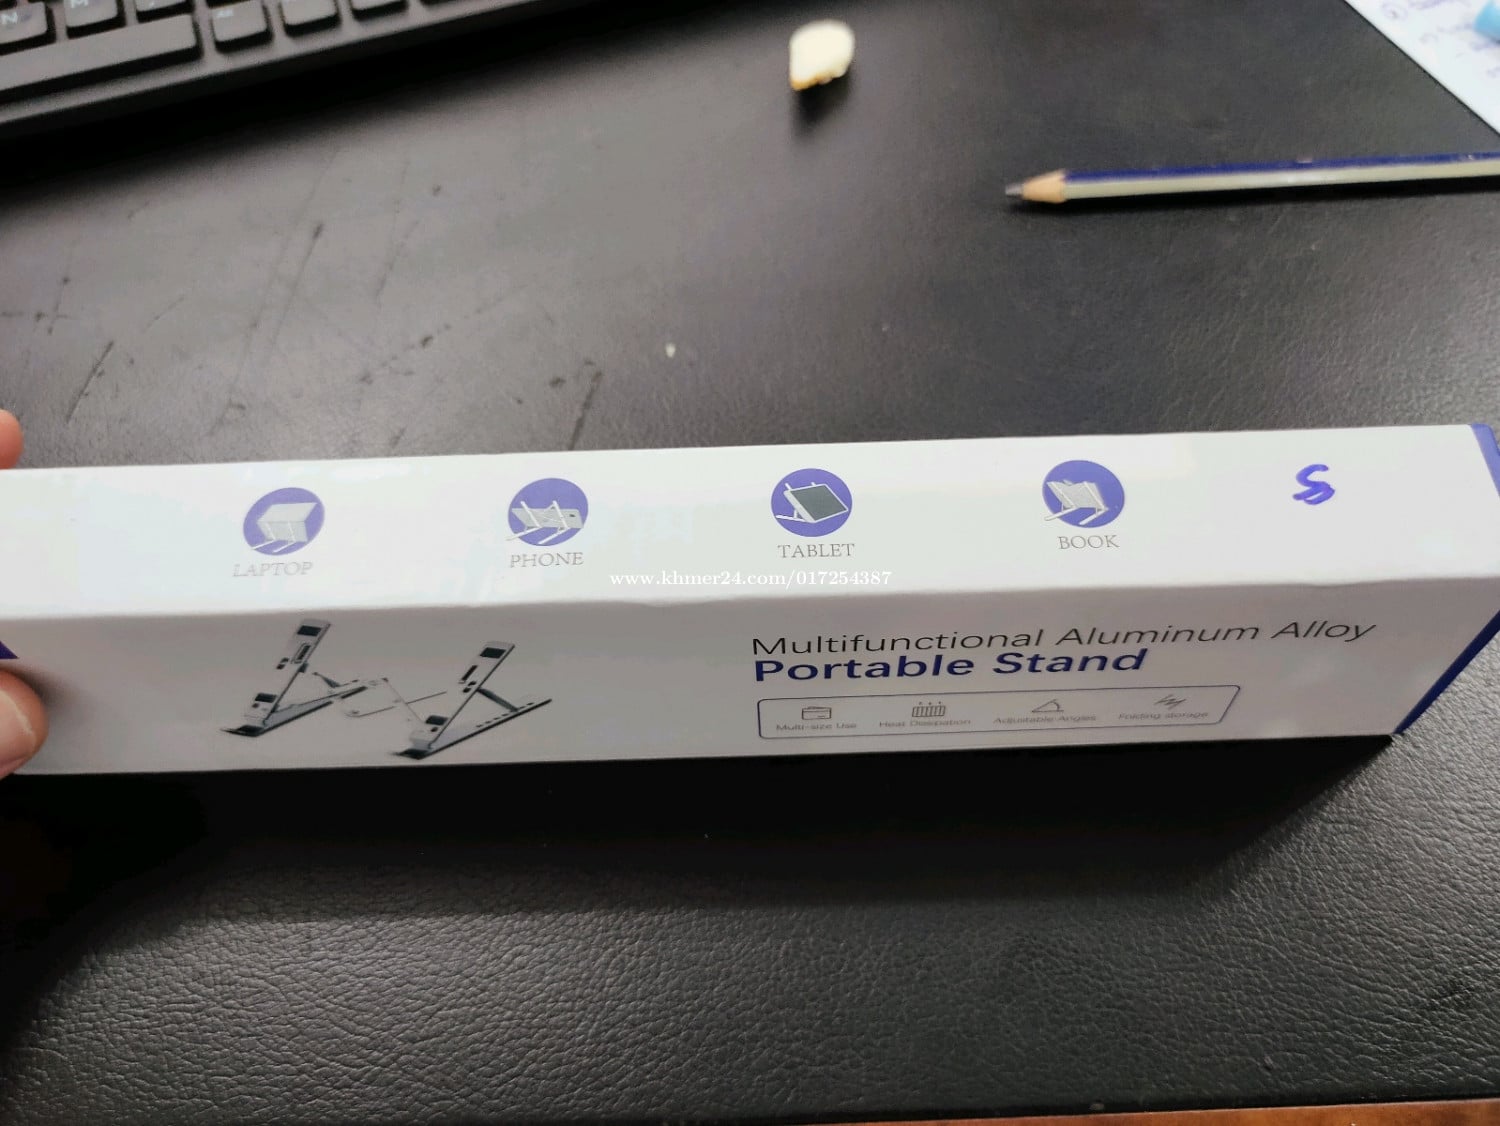 N
M
LAPTOP
PHONE
TABLET
BOOK
S
www.khmer24.com/017254387
Multifunctional Aluminum Alloy
Portable Stand
Multi-size Use
Heat Dissipation
Adjustable Angles
Folding storage